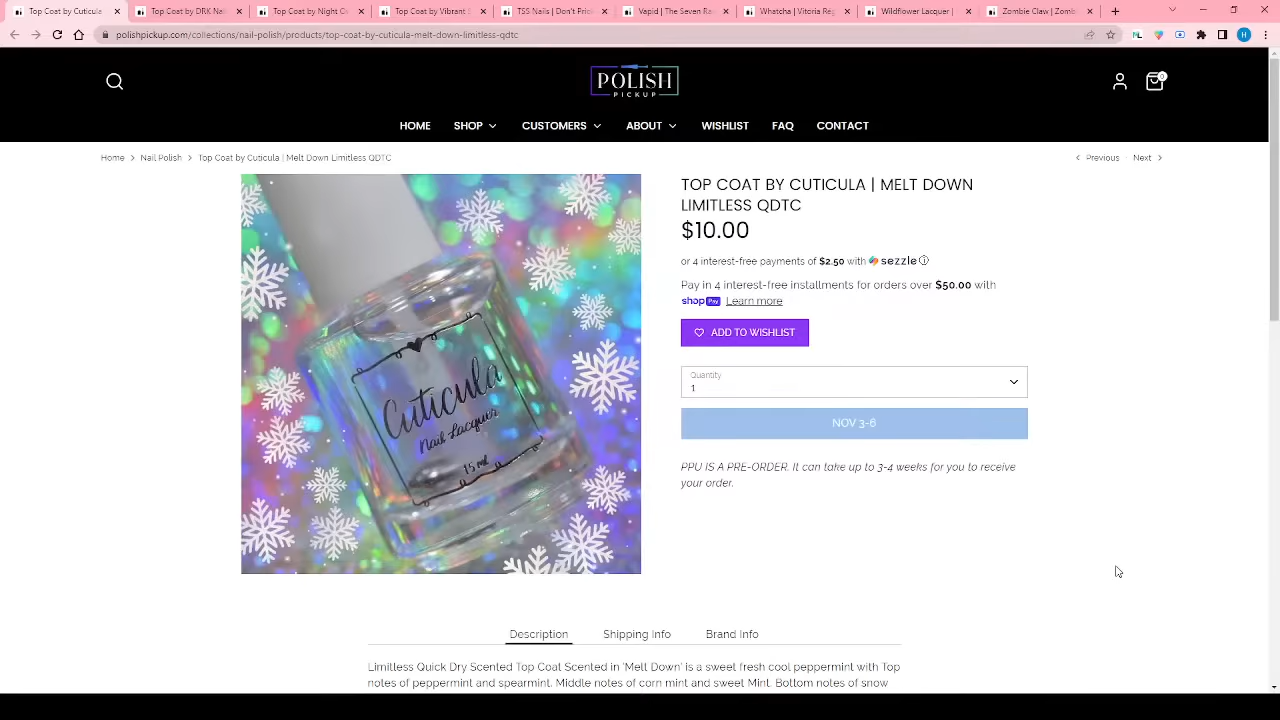 Top Coat by Cuticula
Top Coat by DRK Na
Top Coat by Night O
Top Coat by Vibrant S
TSS Nails | Don't Frie
Vapid | The Seven Ra
Whatcha | Vitoria Reg
Wildflower Lacquer |
Zombie Claw | Zomb
polishpickup.com/collections/nail-polish/products/top-coat-by-cuticula-melt-down-limitless-qdtc
H
POLISH
PICKUP
0
HOME SHOP CUSTOMERS ABOUT WISHLIST FAQ CONTACT
Home > Nail Polish > Top Coat by Cuticula | Melt Down Limitless QDTC
< Previous Next >
Cuticula
Nail Lacquer
15 ml
TOP COAT BY CUTICULA | MELT DOWN
LIMITLESS QDTC
$10.00
or 4 interest-free payments of $2.50 with sezzle
Pay in 4 interest-free installments for orders over $50.00 with
shop Pay Learn more
ADD TO WISHLIST
Quantity
1
NOV 3-6
PPU IS A PRE-ORDER. It can take up to 3-4 weeks for you to receive
your order.
Description Shipping Info Brand Info
Limitless Quick Dry Scented Top Coat Scented in 'Melt Down' is a sweet fresh cool peppermint with Top
notes of peppermint and spearmint. Middle notes of corn mint and sweet Mint. Bottom notes of snow